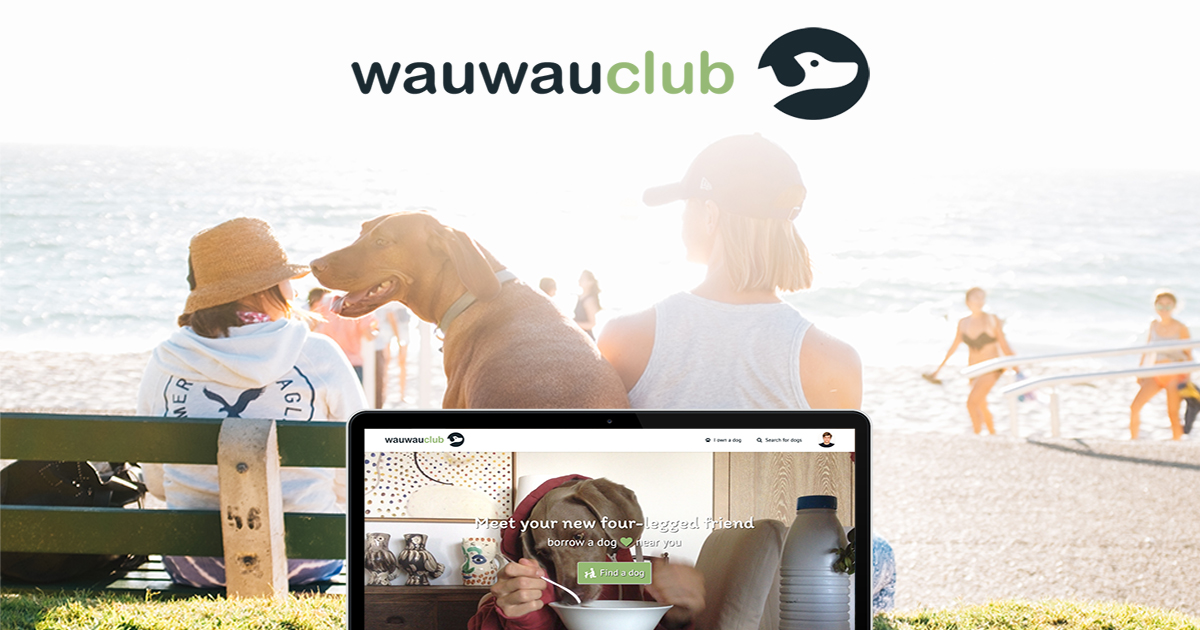 wauwauclub
MER
AGL
56
wauwauclub
I own a dog
Search for dogs
Meet your new four-legged friend
borrow a dog near you
Find a dog